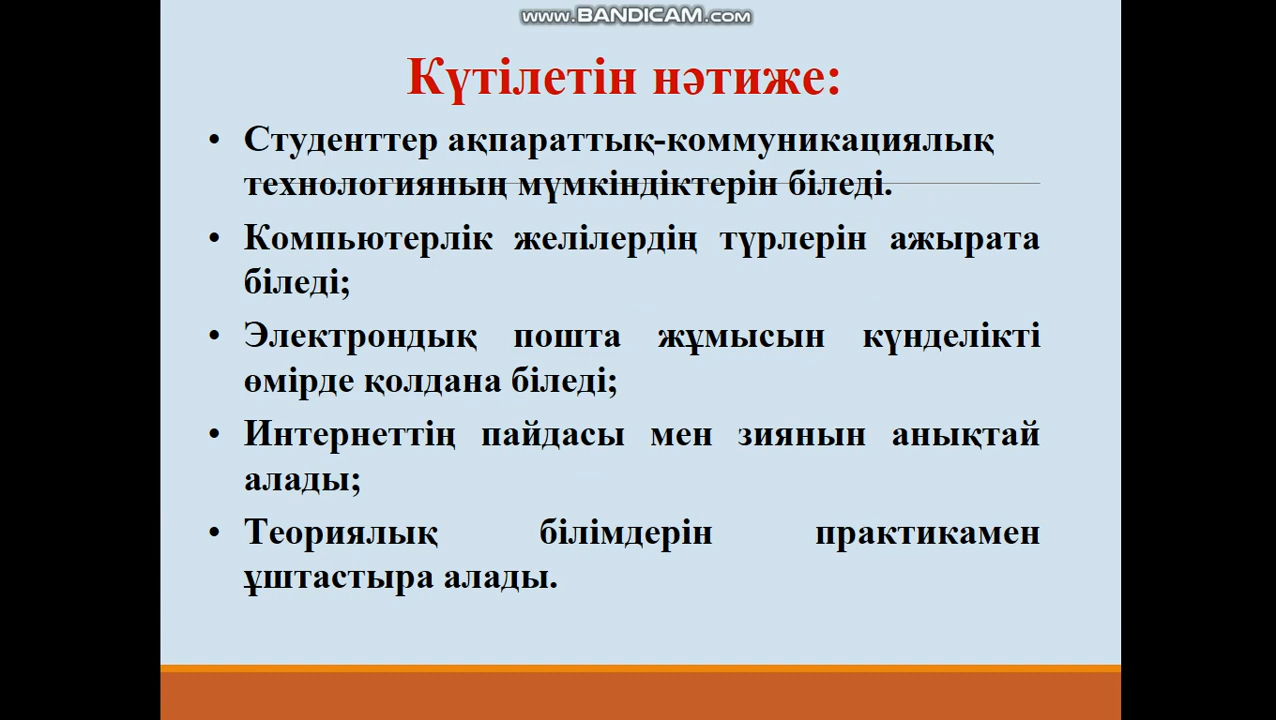 www.BANDICAM.com
Күтілетін нәтиже:
• Студенттер ақпараттық-коммуникациялық
технологияның мүмкіндіктерін біледі.
• Компьютерлік желілердің түрлерін ажырата
біледі;
• Электрондық пошта жұмысын күнделікті
өмірде қолдана біледі;
• Интернеттің пайдасы мен зиянын анықтай
алады;
• Теориялық білімдерін практикамен
ұштастыра алады.